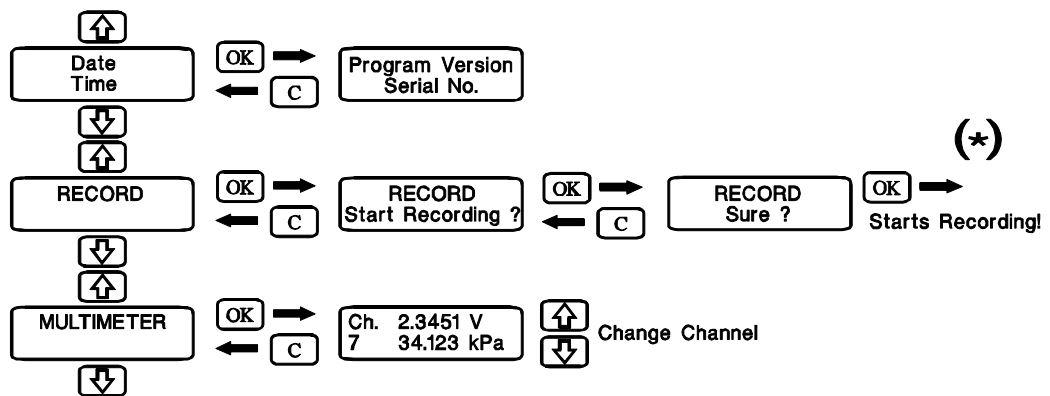 Date
Time
OK
C
Program Version
Serial No.
RECORD
OK
C
RECORD
Start Recording ?
OK
C
RECORD
Sure ?
OK
(*)
Starts Recording!
MULTIMETER
OK
C
Ch. 2.3451 V
7 34.123 kPa
Change Channel